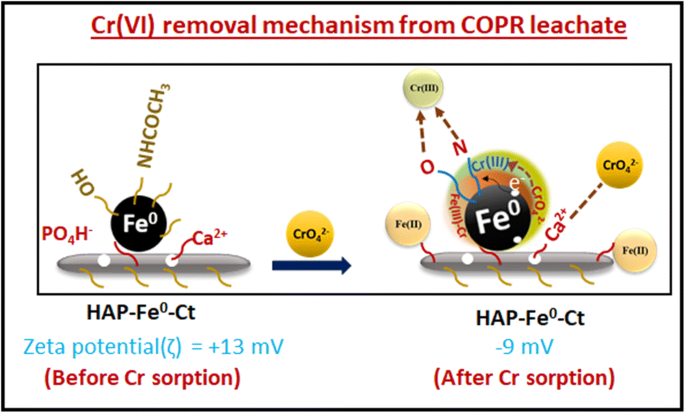 Cr(VI) removal mechanism from COPR leachate
NHCOCH3
HO
Fe0
PO4H-
Ca2+
HAP-Fe0-Ct
Zeta potential(ζ) = +13 mV
(Before Cr sorption)
CrO42-
Cr(III)
O
N
Cr(III)
e-
CrO42-
Fe(III)-Cr
Fe0
Ca2+
CrO42-
Fe(II)
Fe(II)
HAP-Fe0-Ct
-9 mV
(After Cr sorption)